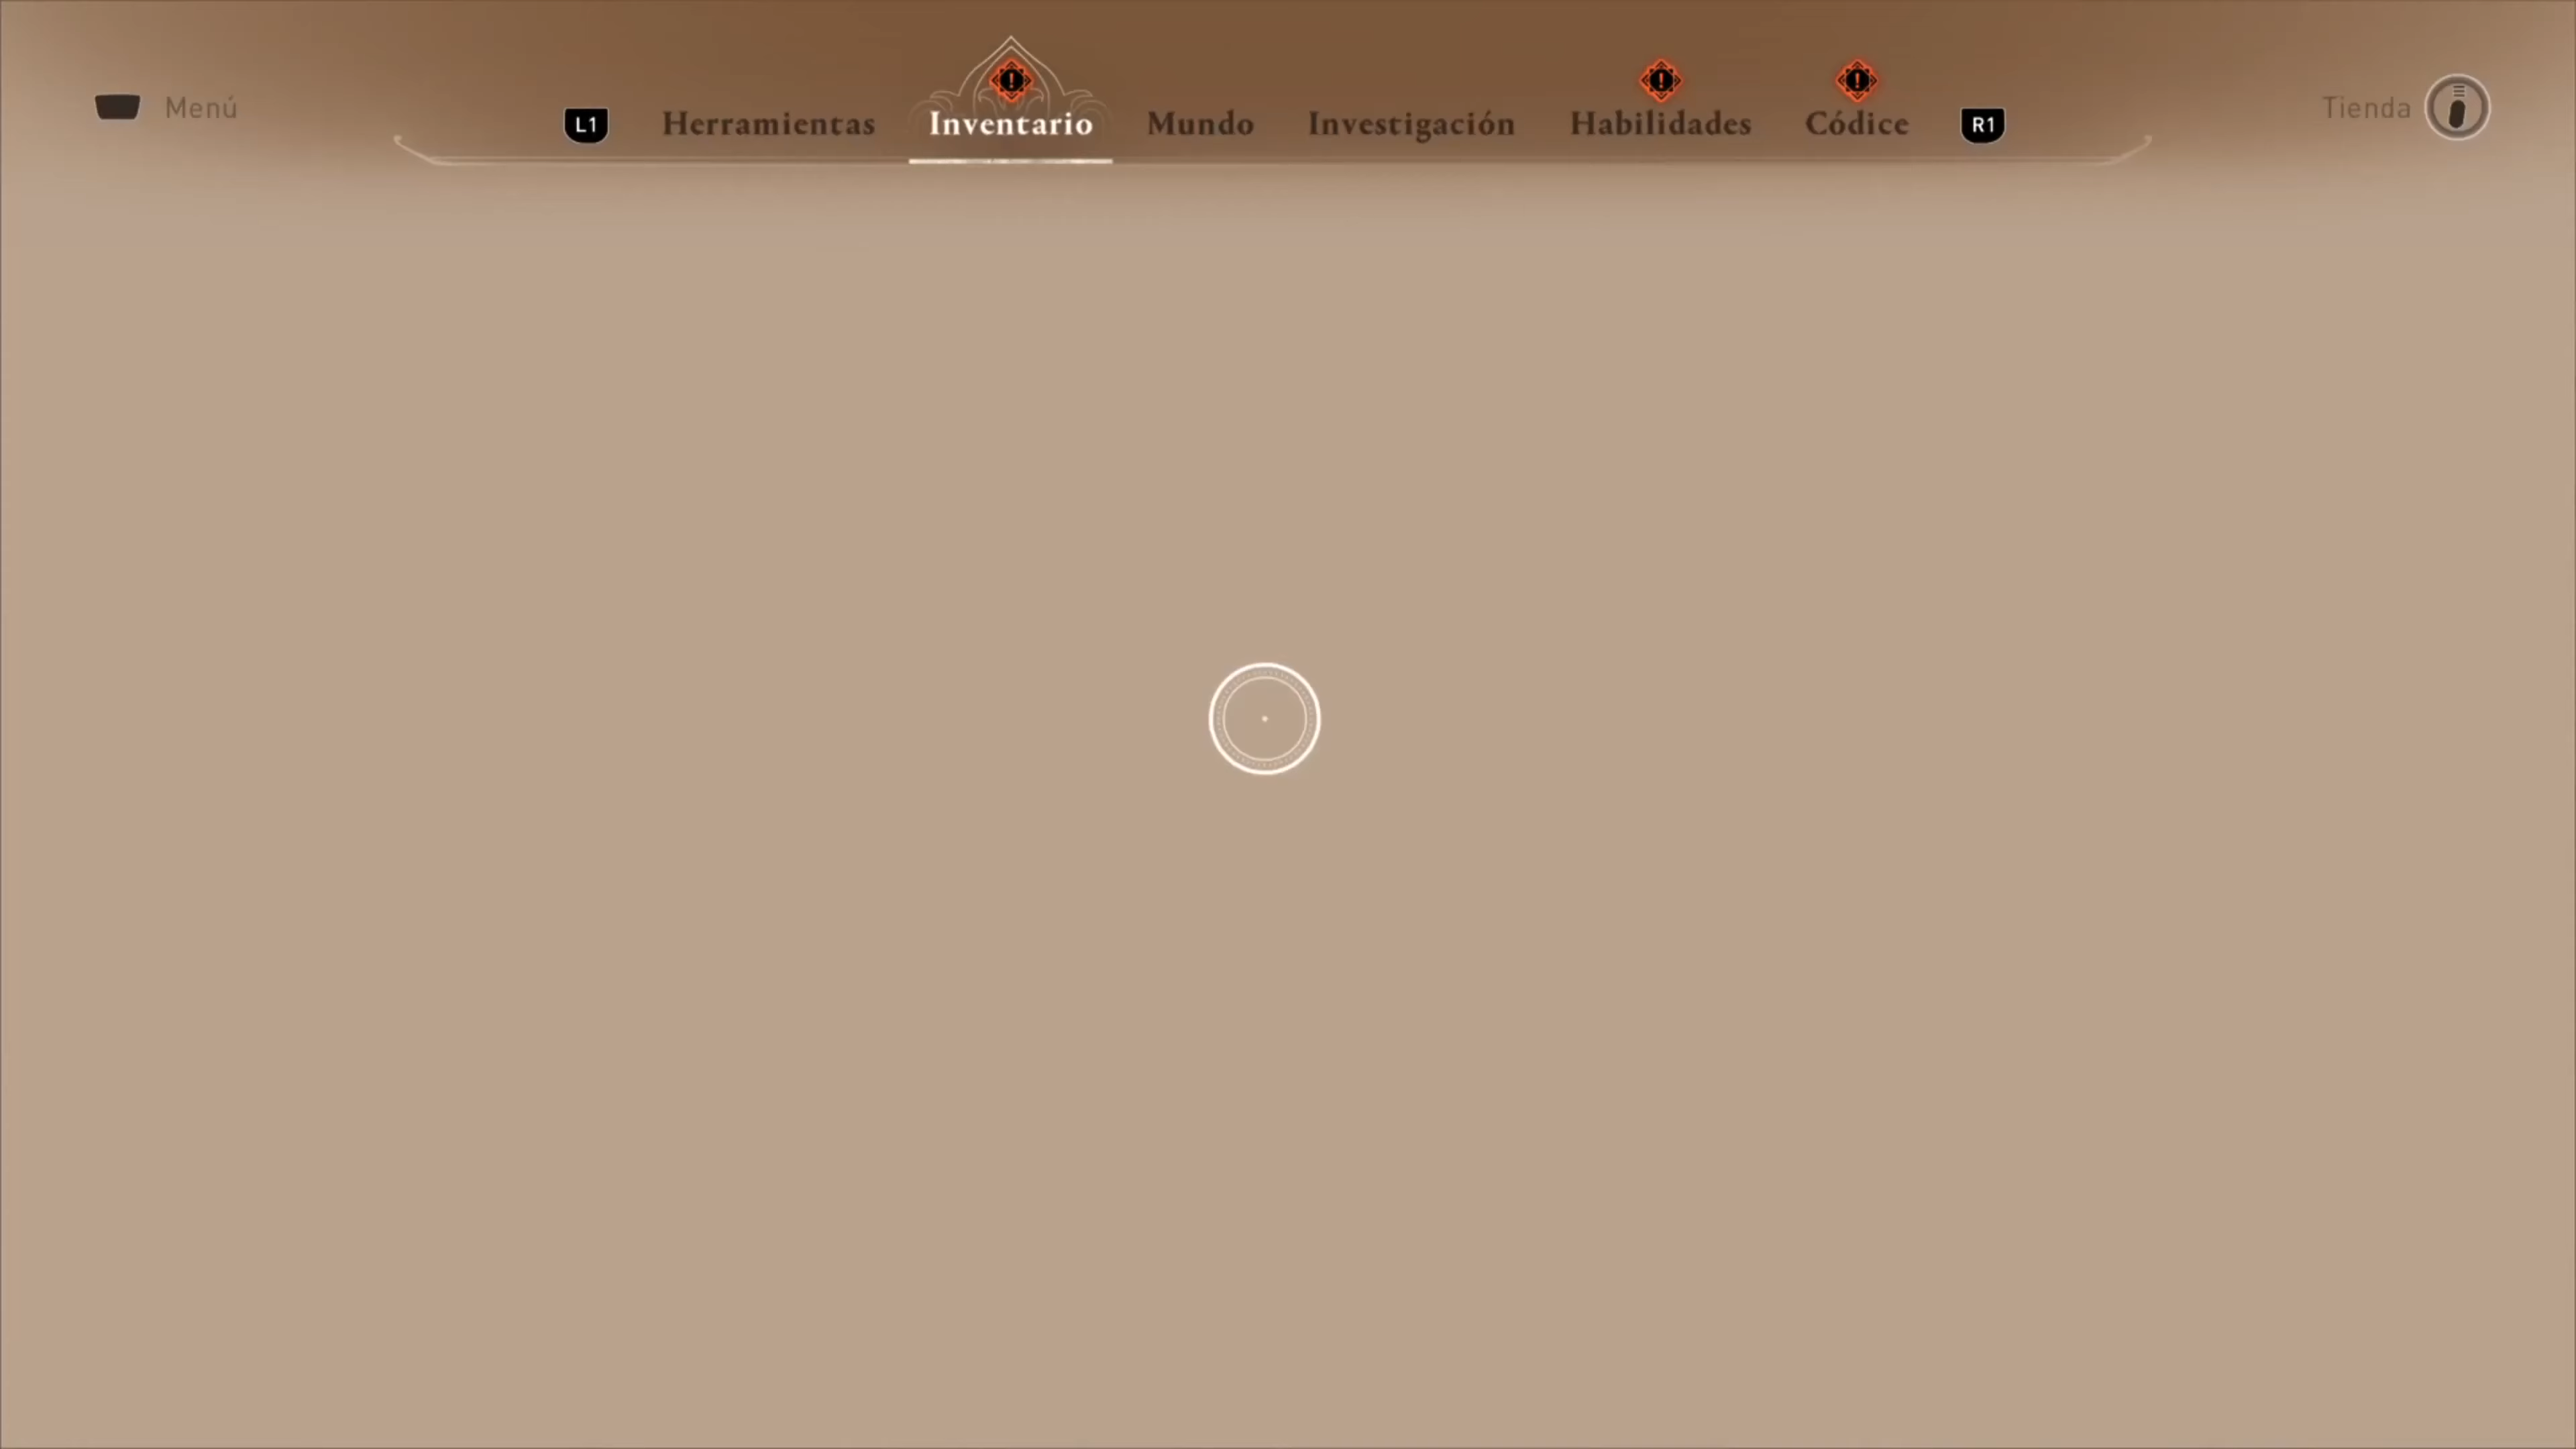 Menú
L1 Herramientas Inventario Mundo Investigación Habilidades Códice R1
Tienda